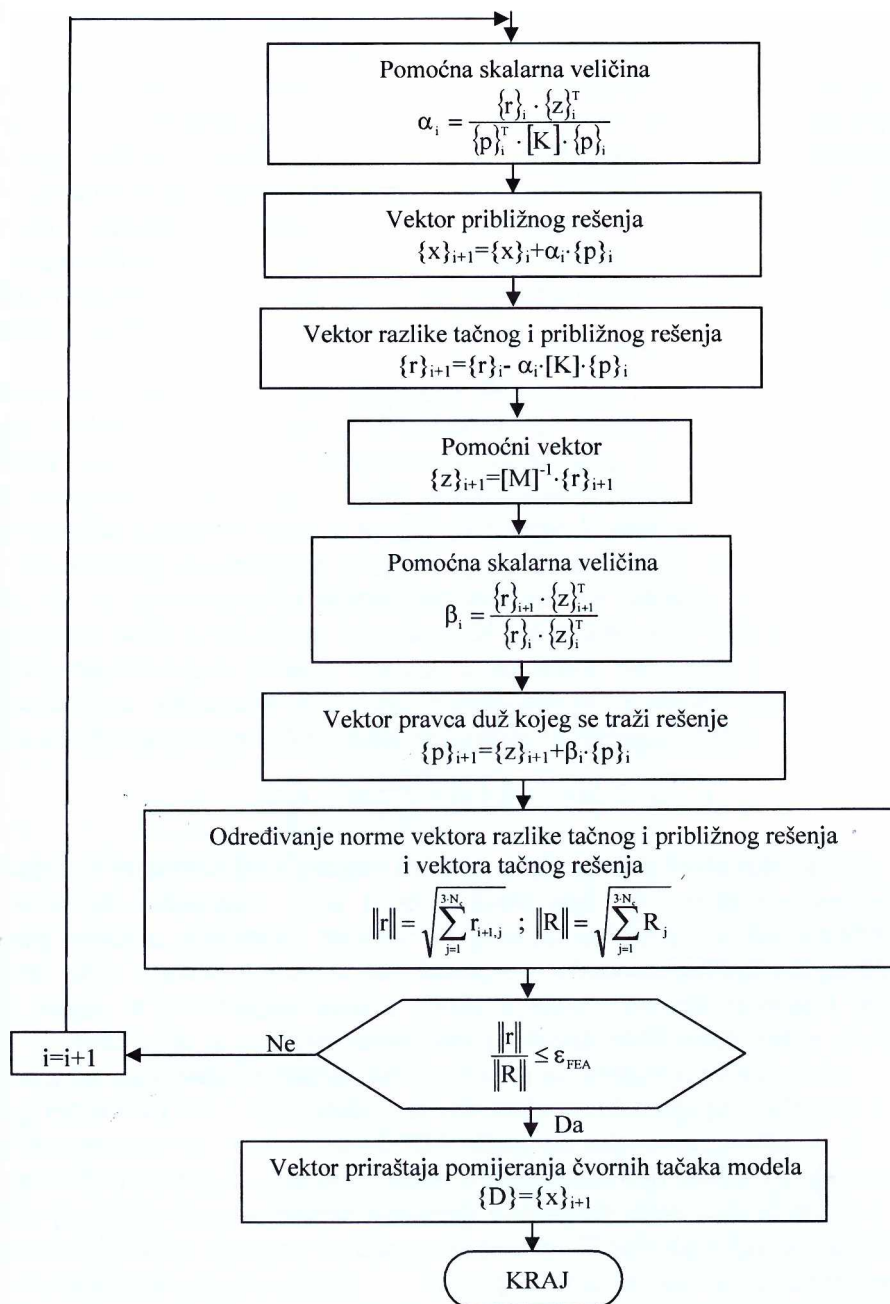 Pomoćna skalarna veličina
α_i = {r}_i · {z}_i^T / {p}_i^T · [K] · {p}_i
Vektor približnog rešenja
{x}_{i+1}={x}_i+α_i·{p}_i
Vektor razlike tačnog i približnog rešenja
{r}_{i+1}={r}_i- α_i·[K]·{p}_i
Pomoćni vektor
{z}_{i+1}=[M]^{-1}·{r}_{i+1}
Pomoćna skalarna veličina
β_i = {r}_{i+1} · {z}_{i+1}^T / {r}_i · {z}_i^T
Vektor pravca duž kojeg se traži rešenje
{p}_{i+1}={z}_{i+1}+β_i·{p}_i
Određivanje norme vektora razlike tačnog i približnog rešenja
i vektora tačnog rešenja
‖r‖ = √(∑_{j=1}^{3·N_č} r_{i+1,j}) ; ‖R‖ = √(∑_{j=1}^{3·N_č} R_j)
i=i+1
Ne
‖r‖ / ‖R‖ ≤ ε_FEA
Da
Vektor priraštaja pomijeranja čvornih tačaka modela
{D}={x}_{i+1}
KRAJ